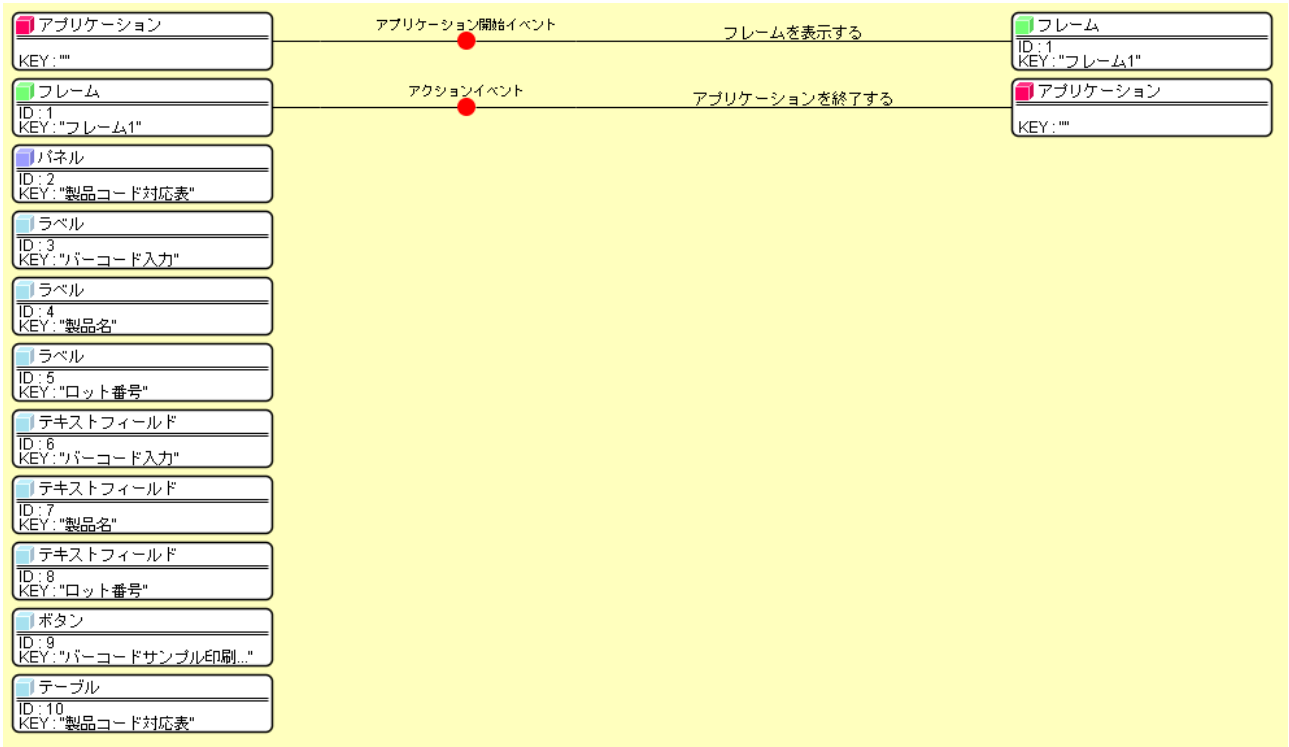 アプリケーション
KEY : ""
アプリケーション開始イベント
フレームを表示する
フレーム
ID : 1
KEY : "フレーム1"
フレーム
ID : 1
KEY : "フレーム1"
アクションイベント
アプリケーションを終了する
アプリケーション
KEY : ""
パネル
ID : 2
KEY : "製品コード対応表"
ラベル
ID : 3
KEY : "バーコード入力"
ラベル
ID : 4
KEY : "製品名"
ラベル
ID : 5
KEY : "ロット番号"
テキストフィールド
ID : 6
KEY : "バーコード入力"
テキストフィールド
ID : 7
KEY : "製品名"
テキストフィールド
ID : 8
KEY : "ロット番号"
ボタン
ID : 9
KEY : "バーコードサンプル印刷..."
テーブル
ID : 10
KEY : "製品コード対応表"